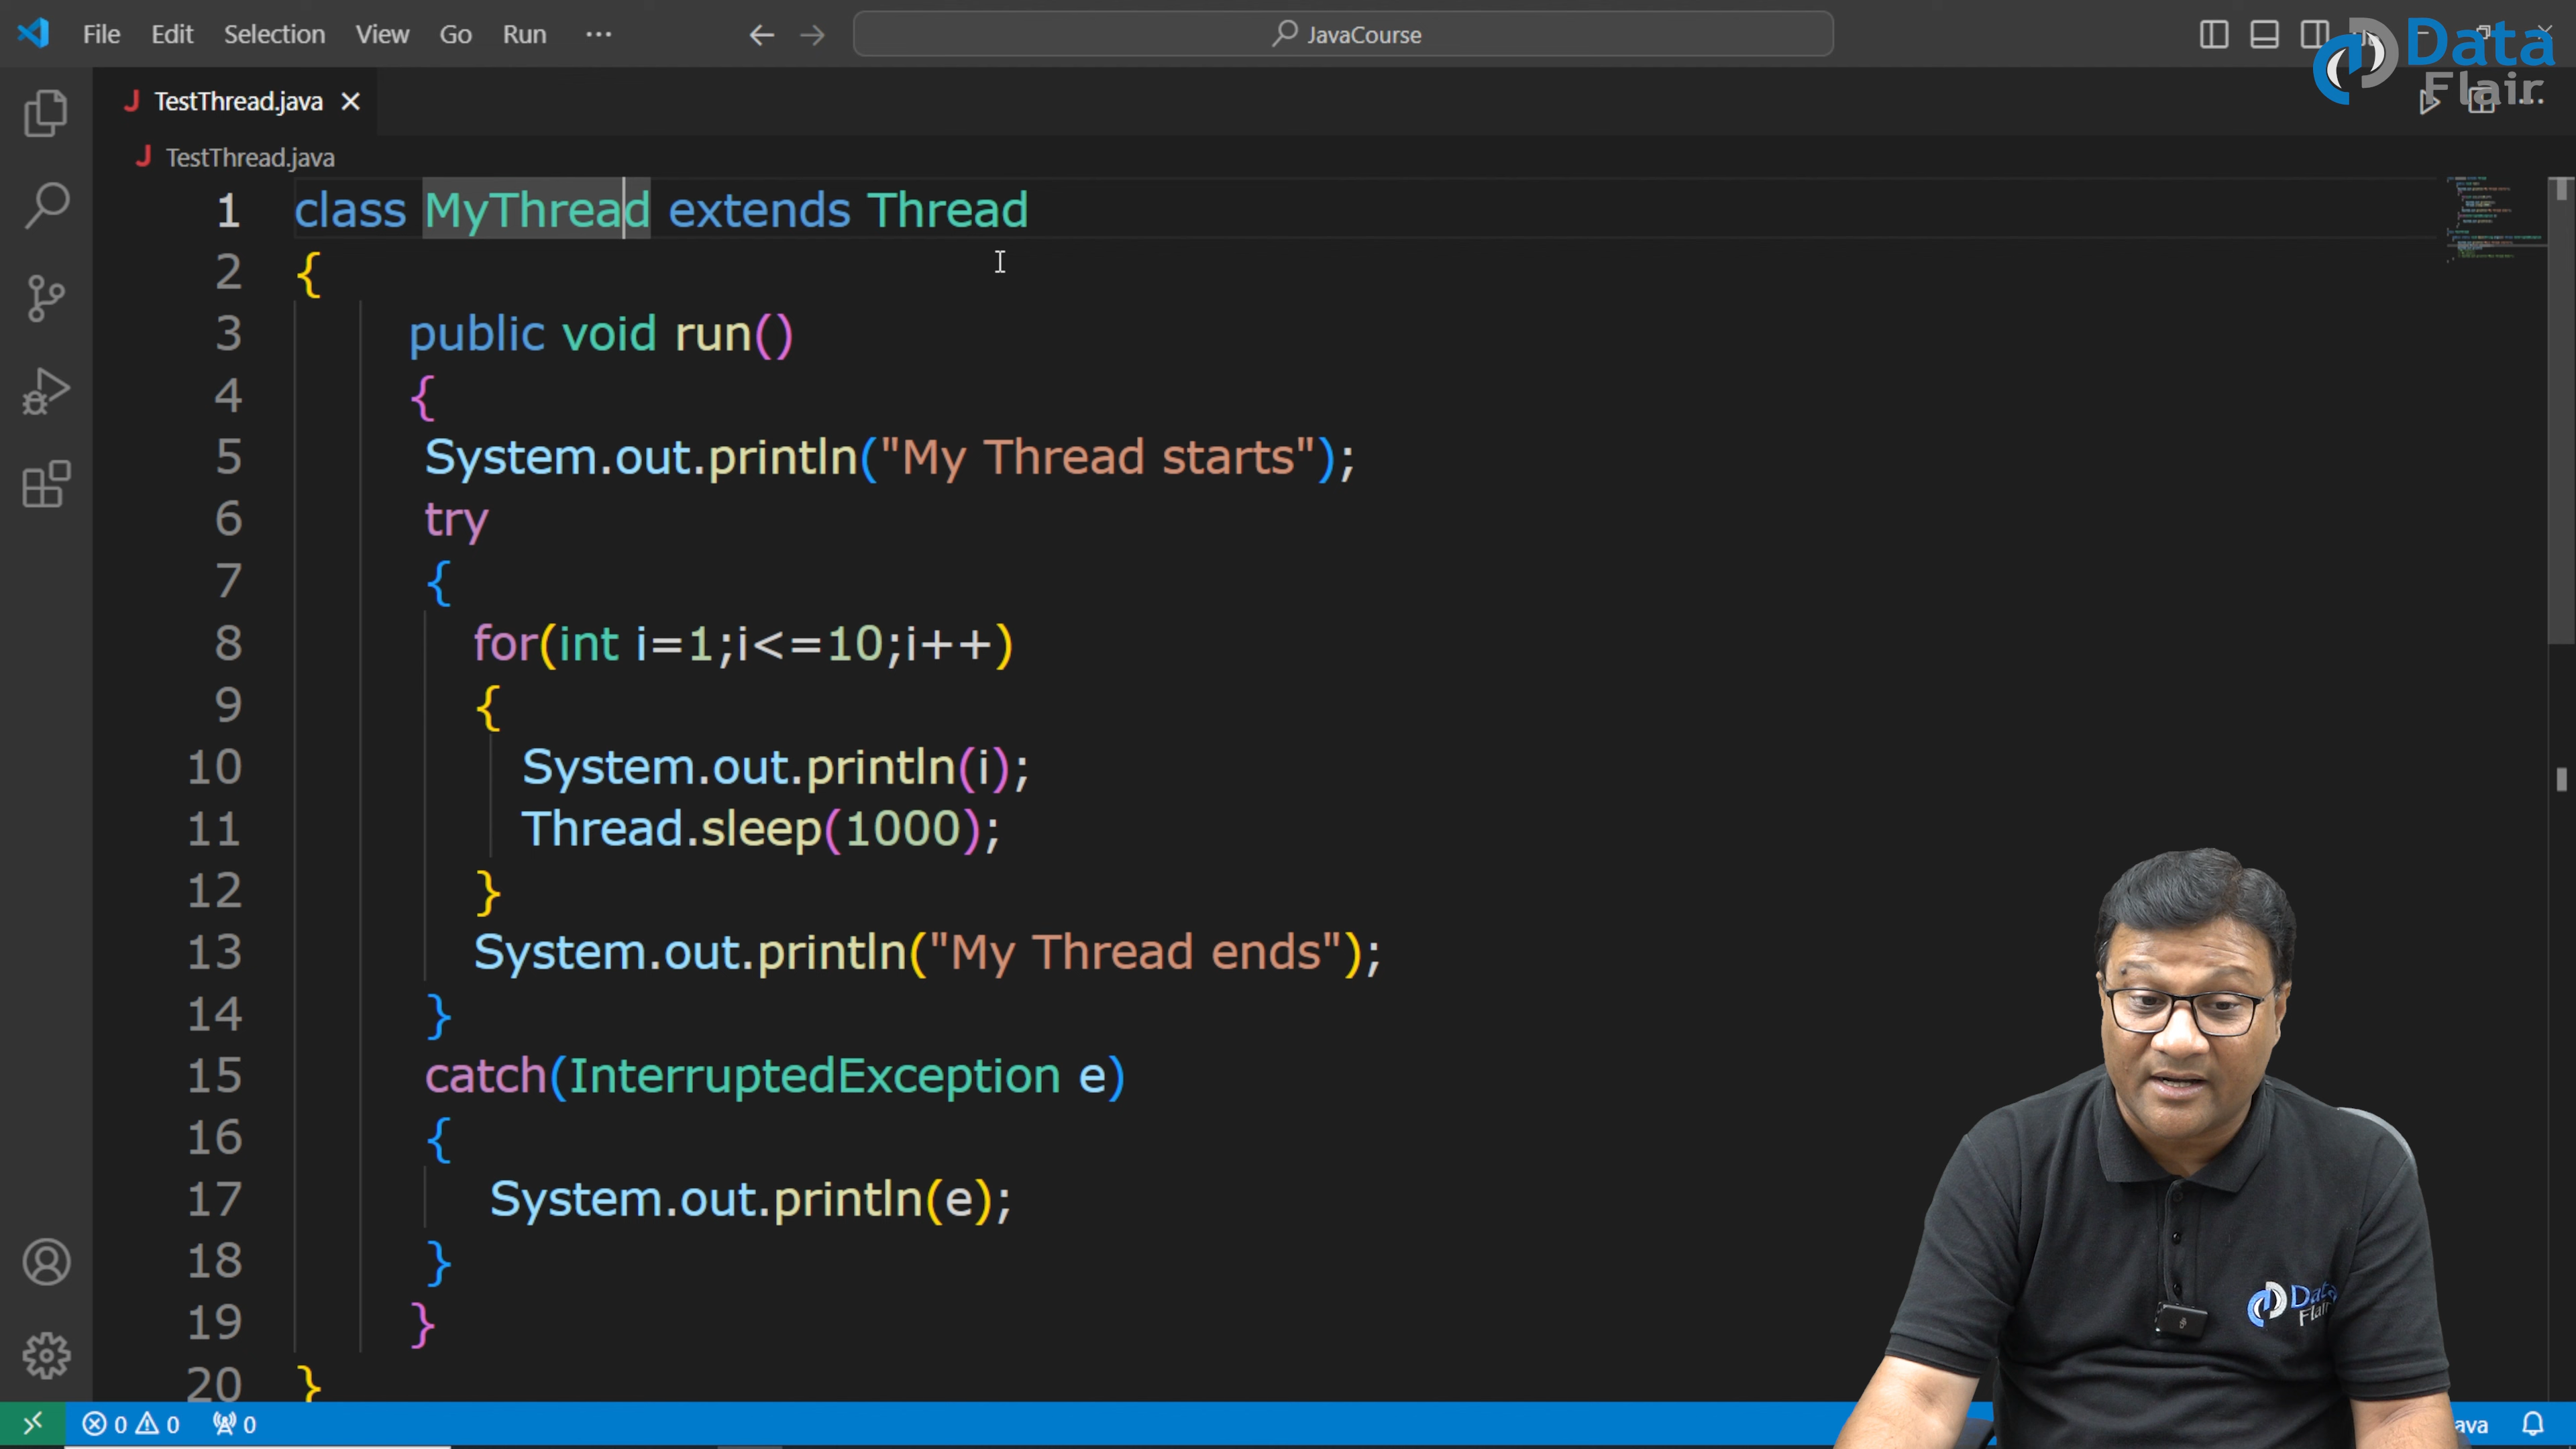 File Edit Selection View Go Run ··· JavaCourse
Data
Flair
TestThread.java
TestThread.java
1 class MyThread extends Thread
2 {
3 public void run()
4 {
5 System.out.println("My Thread starts");
6 try
7 {
8 for(int i=1;i<=10;i++)
9 {
10 System.out.println(i);
11 Thread.sleep(1000);
12 }
13 System.out.println("My Thread ends");
14 }
15 catch(InterruptedException e)
16 {
17 System.out.println(e);
18 }
19 }
20 }
Data
Flair
0 0 0